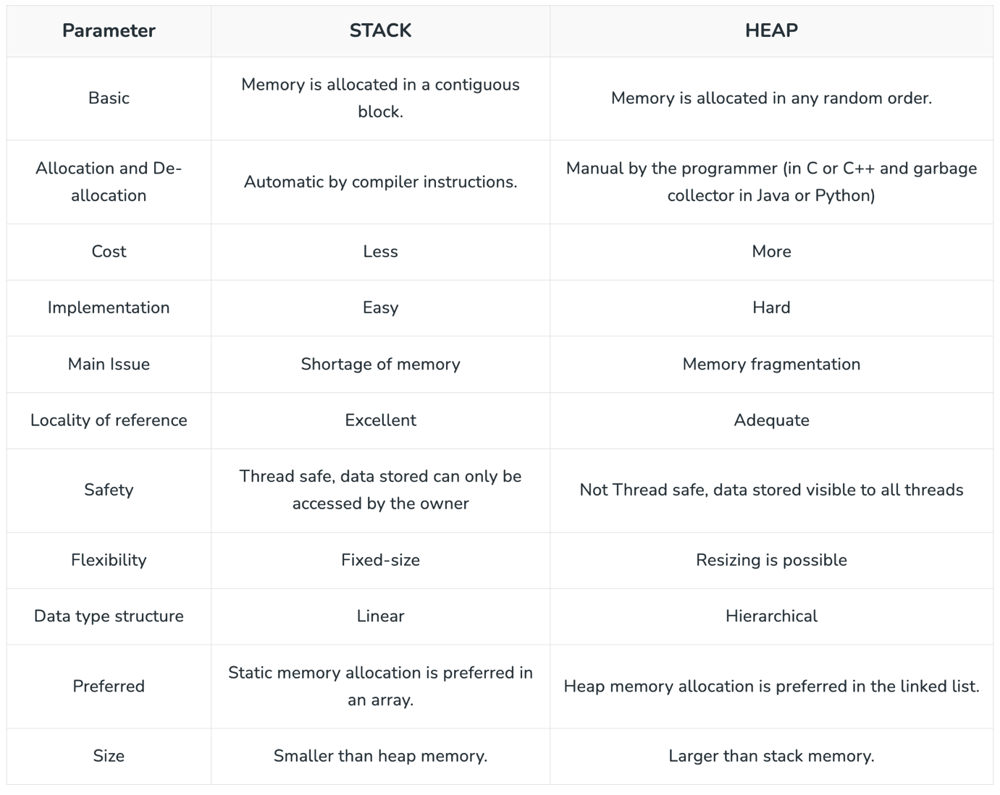 Parameter STACK HEAP
Basic Memory is allocated in a contiguous
block. Memory is allocated in any random order.
Allocation and De-
allocation Automatic by compiler instructions. Manual by the programmer (in C or C++ and garbage
collector in Java or Python)
Cost Less More
Implementation Easy Hard
Main Issue Shortage of memory Memory fragmentation
Locality of reference Excellent Adequate
Safety Thread safe, data stored can only be
accessed by the owner Not Thread safe, data stored visible to all threads
Flexibility Fixed-size Resizing is possible
Data type structure Linear Hierarchical
Preferred Static memory allocation is preferred in
an array. Heap memory allocation is preferred in the linked list.
Size Smaller than heap memory. Larger than stack memory.